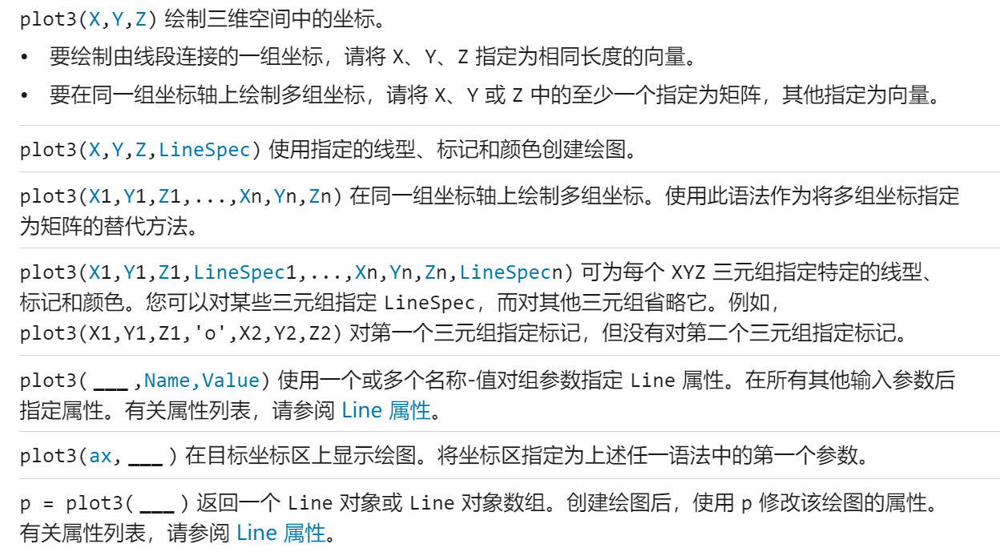 plot3(X,Y,Z) 绘制三维空间中的坐标。
• 要绘制由线段连接的一组坐标，请将 X、Y、Z 指定为相同长度的向量。
• 要在同一组坐标轴上绘制多组坐标，请将 X、Y 或 Z 中的至少一个指定为矩阵，其他指定为向量。
plot3(X,Y,Z,LineSpec) 使用指定的线型、标记和颜色创建绘图。
plot3(X1,Y1,Z1,...,Xn,Yn,Zn) 在同一组坐标轴上绘制多组坐标。使用此语法作为将多组坐标指定
为矩阵的替代方法。
plot3(X1,Y1,Z1,LineSpec1,...,Xn,Yn,Zn,LineSpecn) 可为每个 XYZ 三元组指定特定的线型、
标记和颜色。您可以对某些三元组指定 LineSpec，而对其他三元组省略它。例如，
plot3(X1,Y1,Z1,'o',X2,Y2,Z2) 对第一个三元组指定标记，但没有对第二个三元组指定标记。
plot3( ___ ,Name,Value) 使用一个或多个名称-值对组参数指定 Line 属性。在所有其他输入参数后
指定属性。有关属性列表，请参阅 Line 属性。
plot3(ax, ___ ) 在目标坐标区上显示绘图。将坐标区指定为上述任一语法中的第一个参数。
p = plot3( ___ ) 返回一个 Line 对象或 Line 对象数组。创建绘图后，使用 p 修改该绘图的属性。
有关属性列表，请参阅 Line 属性。